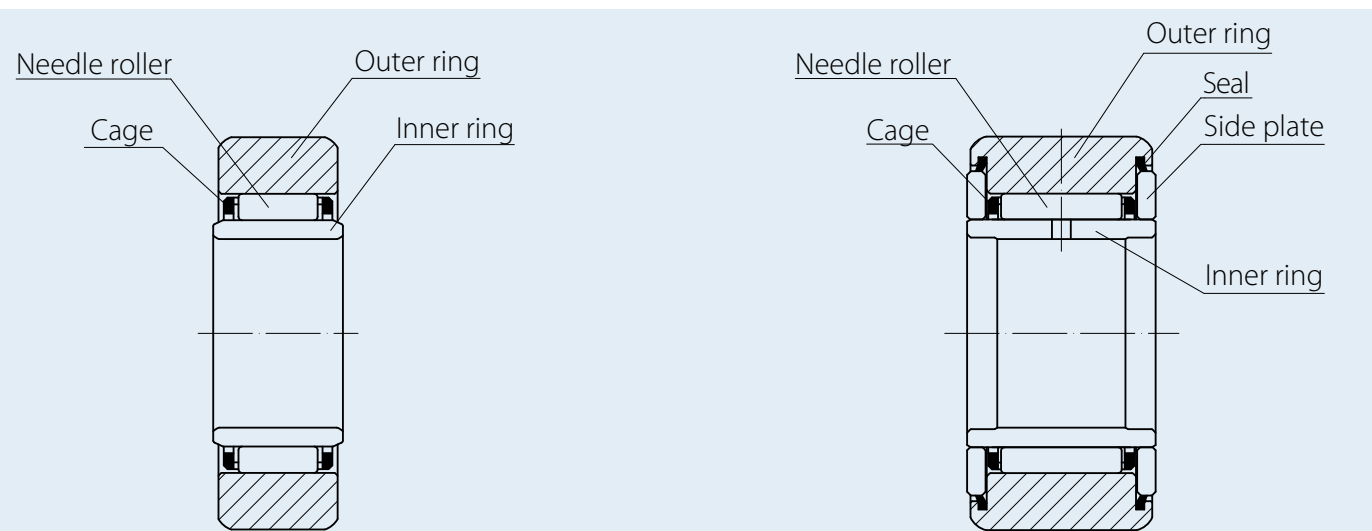 Needle roller
Outer ring
Cage
Inner ring
Outer ring
Needle roller
Seal
Cage
Side plate
Inner ring